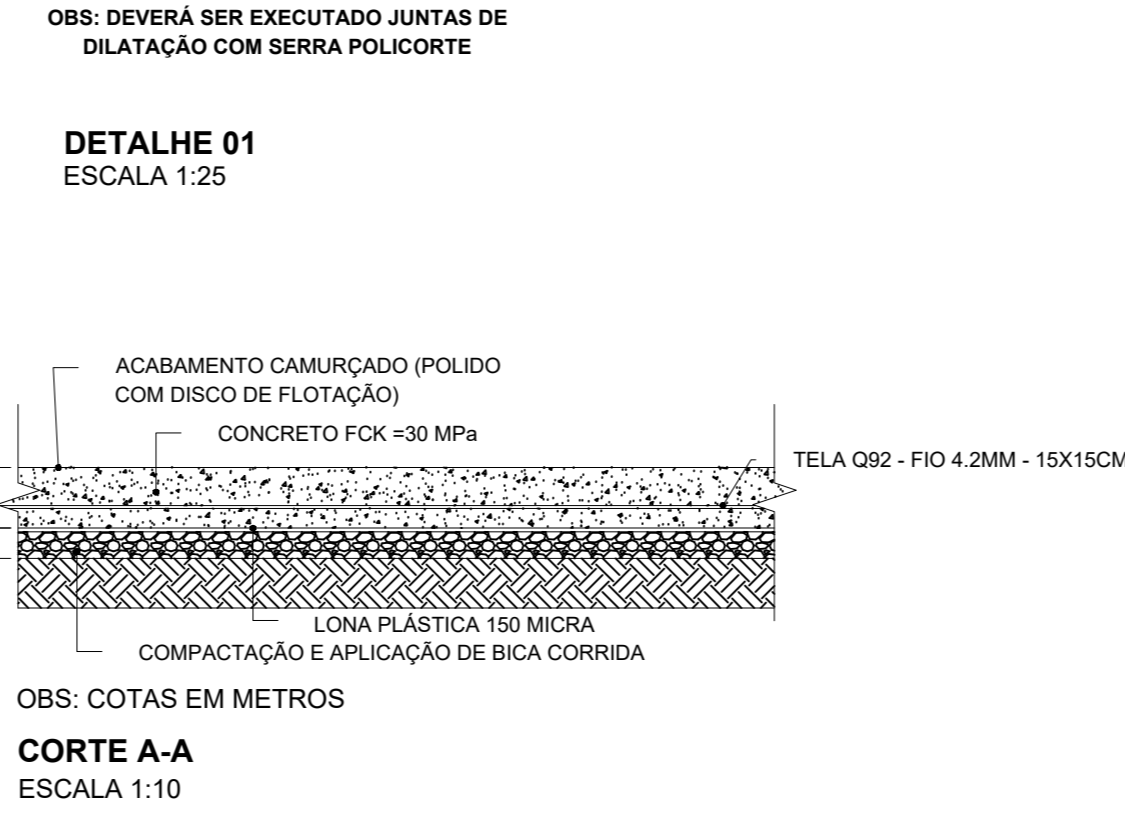 OBS: DEVERÁ SER EXECUTADO JUNTAS DE
DILATAÇÃO COM SERRA POLICORTE
DETALHE 01
ESCALA 1:25
ACABAMENTO CAMURÇADO (POLIDO
COM DISCO DE FLOTAÇÃO)
CONCRETO FCK =30 MPa
TELA Q92 - FIO 4.2MM - 15X15CM
LONA PLÁSTICA 150 MICRA
COMPACTAÇÃO E APLICAÇÃO DE BICA CORRIDA
OBS: COTAS EM METROS
CORTE A-A
ESCALA 1:10